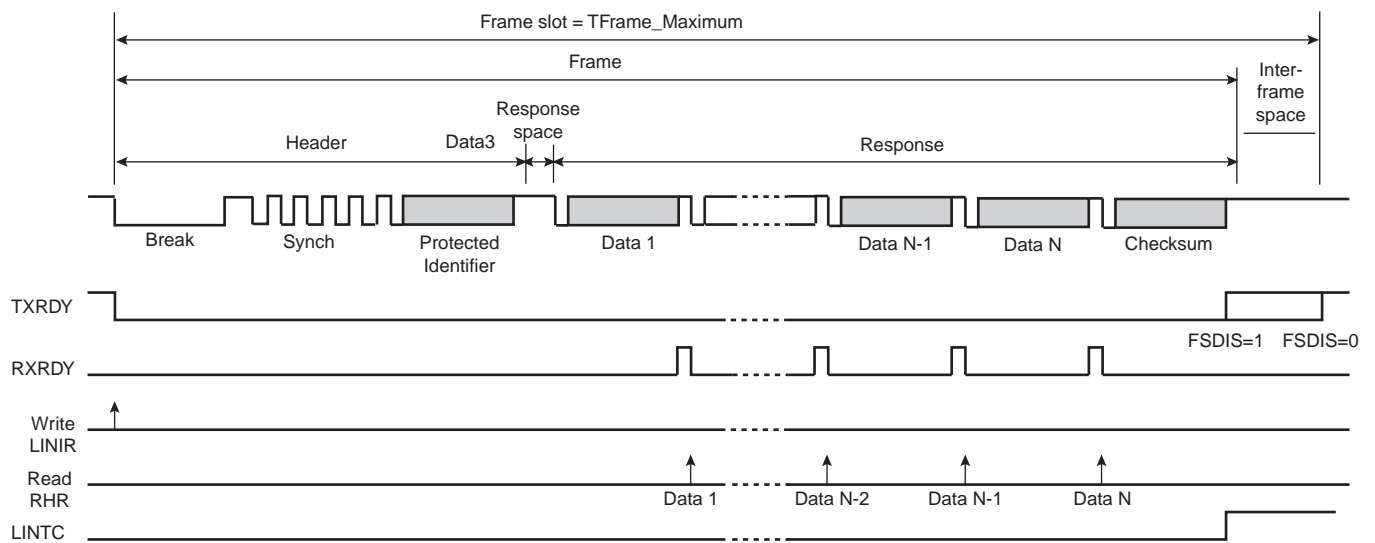 Frame slot = TFrame_Maximum
Frame
Inter-
frame
space
Response
space
Header
Data3
Response
Break
Synch
Protected
Identifier
Data 1
Data N-1
Data N
Checksum
TXRDY
FSDIS=1
FSDIS=0
RXRDY
Write
LINIR
Read
RHR
Data 1
Data N-2
Data N-1
Data N
LINTC